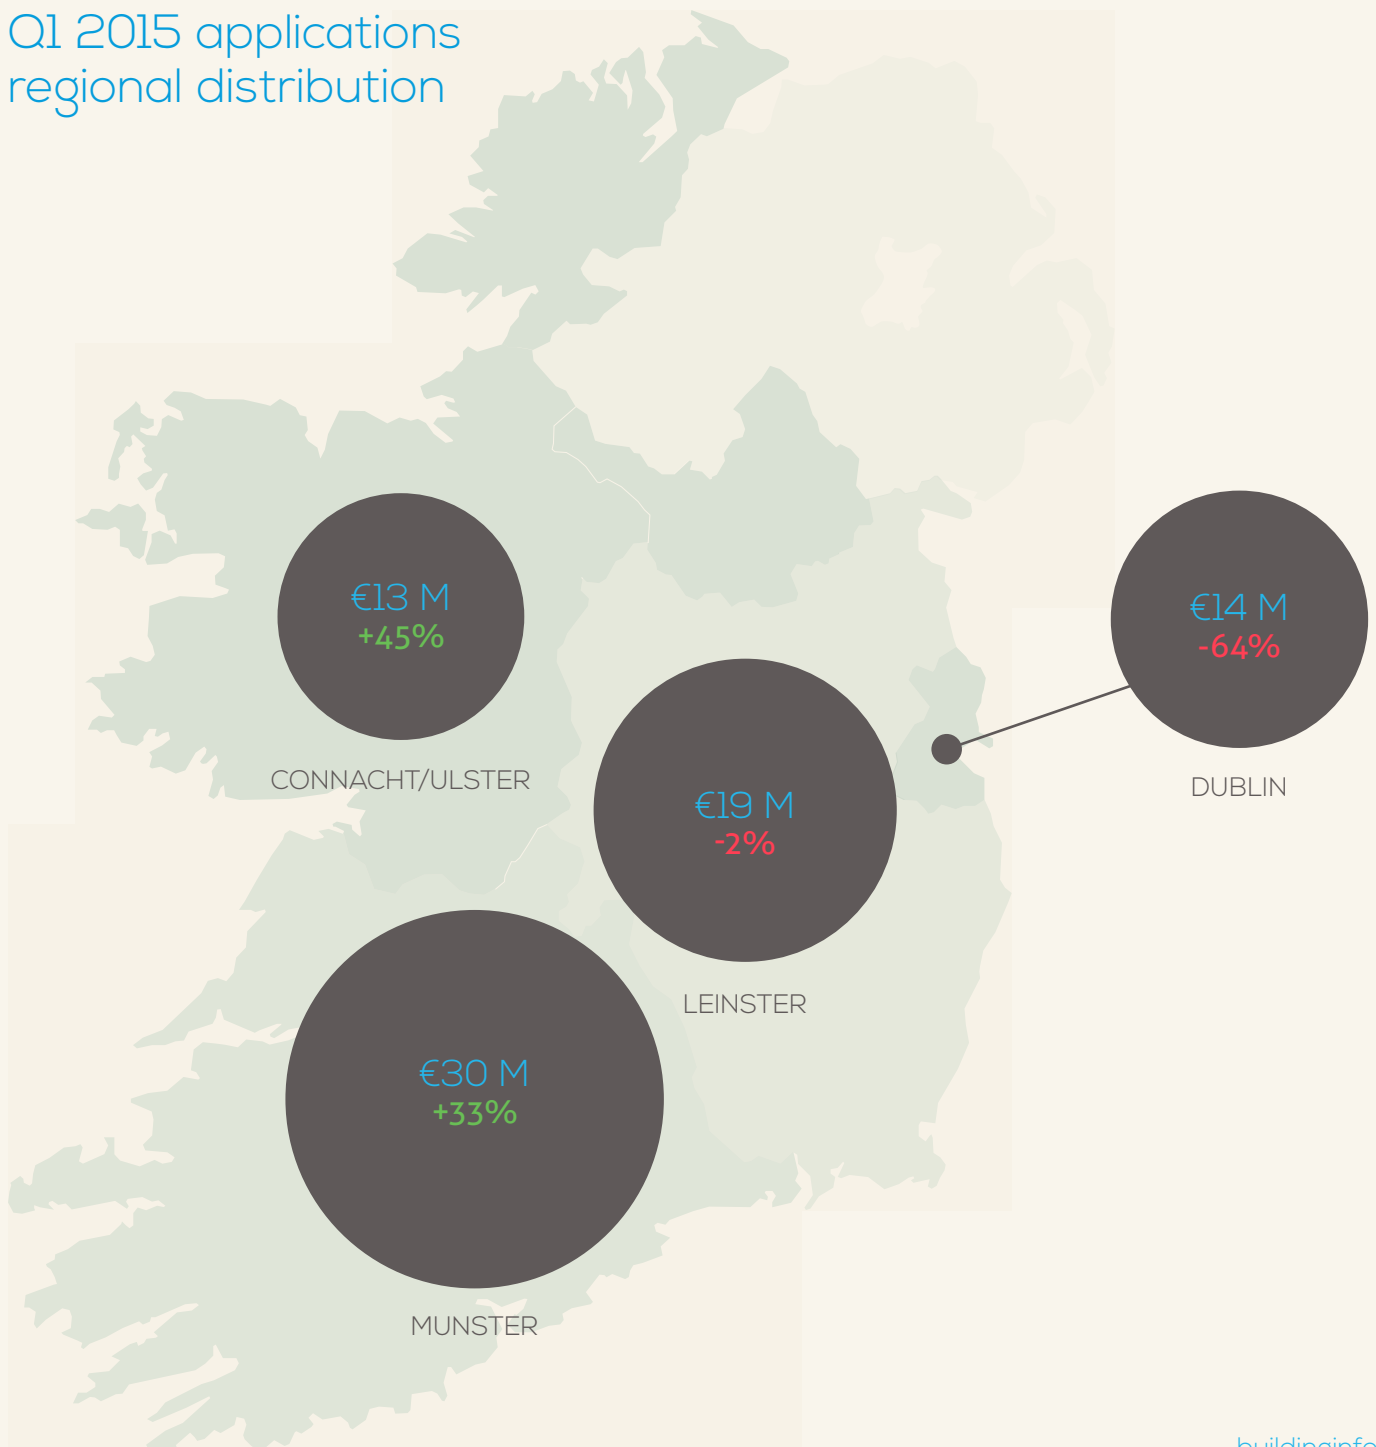 Q1 2015 applications
regional distribution
€13 M
+45%
CONNACHT/ULSTER
€14 M
-64%
DUBLIN
€19 M
-2%
LEINSTER
€30 M
+33%
MUNSTER